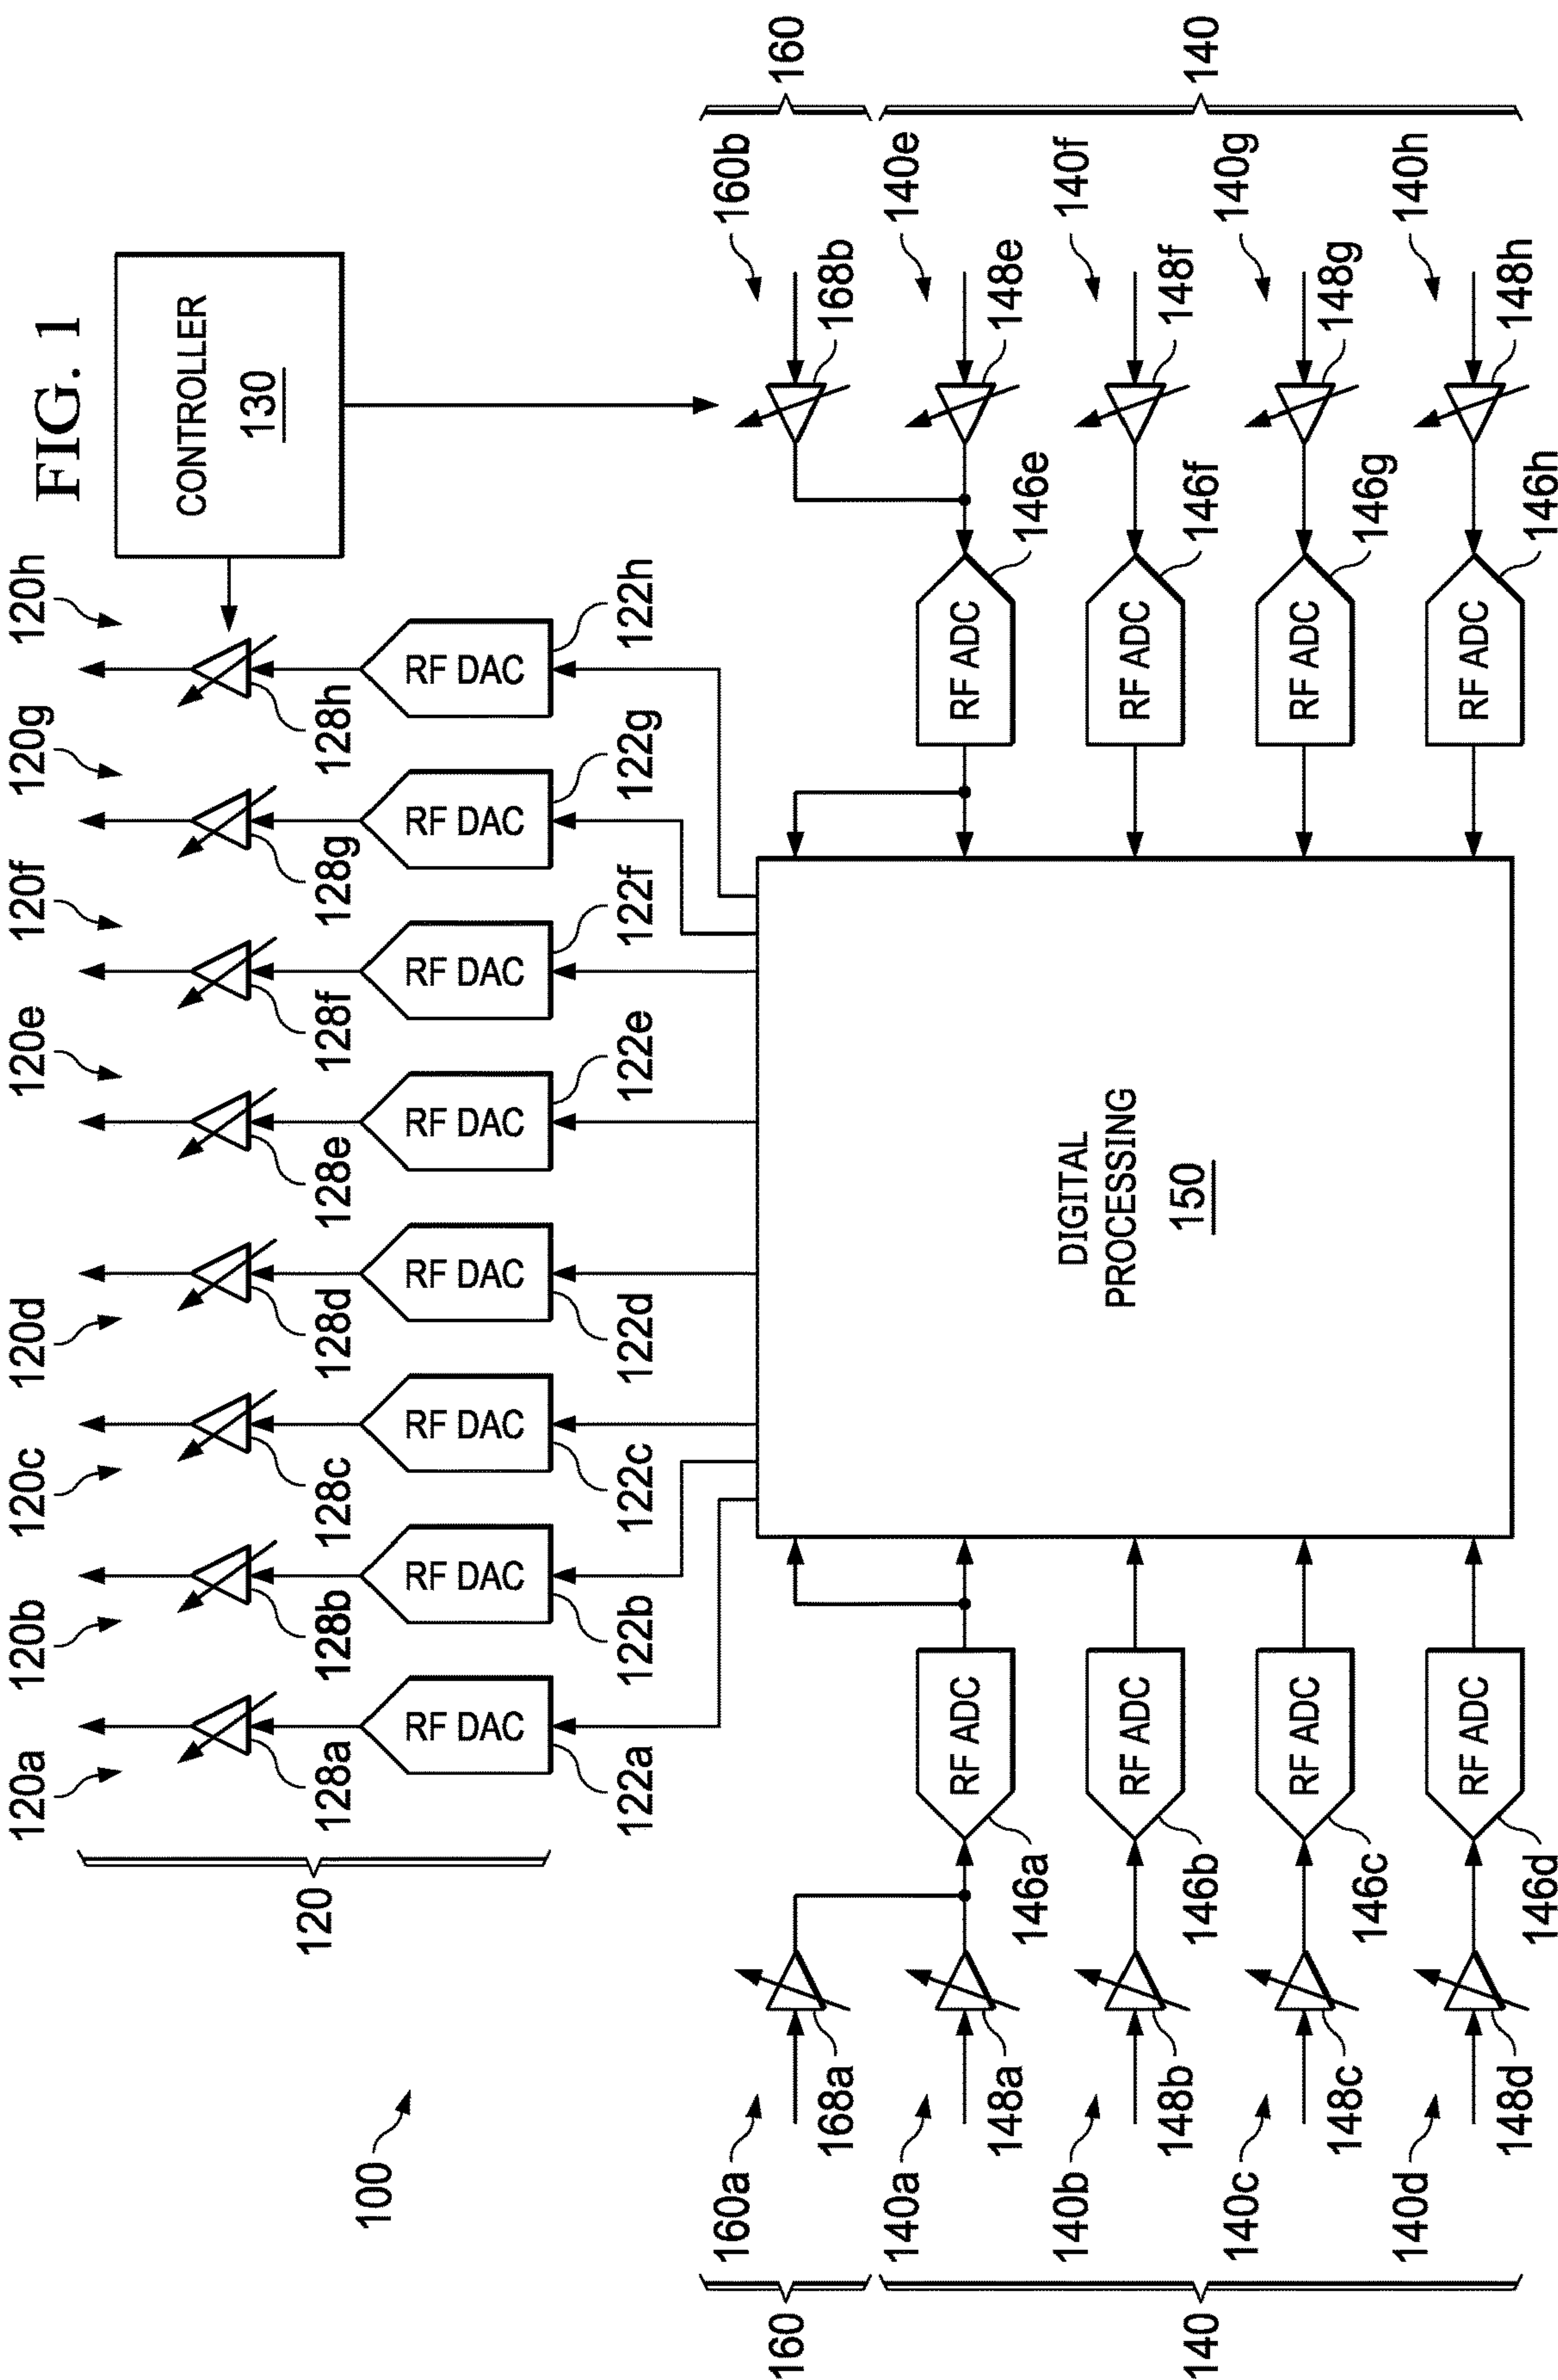 FIG. 1
120a
120b
120c
120d
120e
120f
120g
120h
CONTROLLER
130
128a
128b
128c
128d
128e
128f
128g
128h
120
RF DAC
RF DAC
RF DAC
RF DAC
RF DAC
RF DAC
RF DAC
RF DAC
122a
122b
122c
122d
122e
122f
122g
122h
100
160
160a
168a
160b
168b
160
140a
148a
146a
RF ADC
RF ADC
146e
148e
140e
140b
148b
146b
RF ADC
DIGITAL
PROCESSING
150
RF ADC
146f
148f
140f
140
140
140c
148c
146c
RF ADC
RF ADC
146g
148g
140g
140d
148d
146d
RF ADC
RF ADC
146h
148h
140h